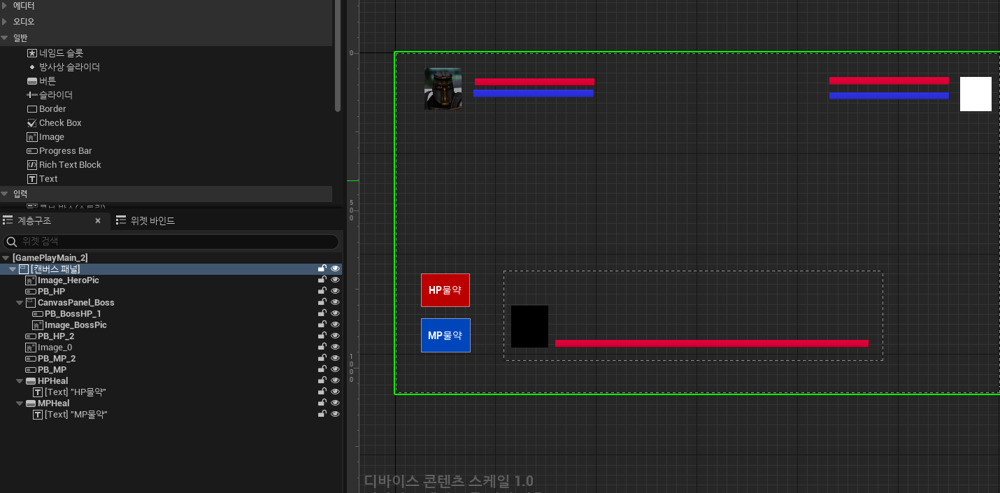 에디터
오디오
일반
네임드 슬롯
방사상 슬라이더
버튼
슬라이더
Border
Check Box
Image
Progress Bar
Rich Text Block
Text
입력
계층구조
위젯 바인드
위젯 검색
[GamePlayMain_2]
[캔버스 패널]
Image_HeroPic
PB_HP
CanvasPanel_Boss
PB_BossHP_1
Image_BossPic
PB_HP_2
Image_0
PB_MP_2
PB_MP
HPHeal
[Text] "HP물약"
MPHeal
[Text] "MP물약"
0
500
1000
HP물약
MP물약
디바이스 콘텐츠 스케일 1.0